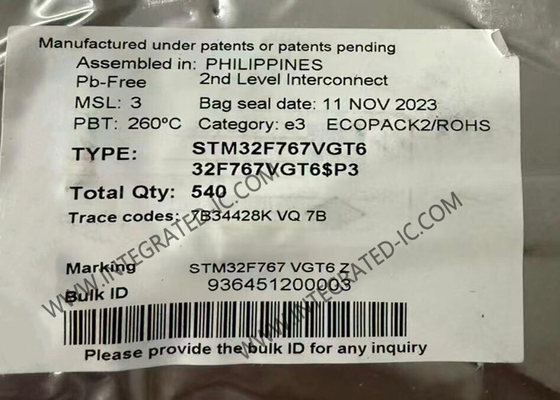 Manufactured under patents or patents pending
Assembled in: PHILIPPINES
Pb-Free 2nd Level Interconnect
MSL: 3 Bag seal date: 11 NOV 2023
PBT: 260ºC Category: e3 ECOPACK2/ROHS
TYPE: STM32F767VGT6
32F767VGT6$P3
Total Qty: 540
Trace codes: 7B34428K VQ 7B
Marking STM32F767 VGT6 Z
Bulk ID 936451200003
Please provide the bulk ID for any inquiry
WWW.INTEGRATED-IC.COM
WWW.INTEGRATED-IC.COM